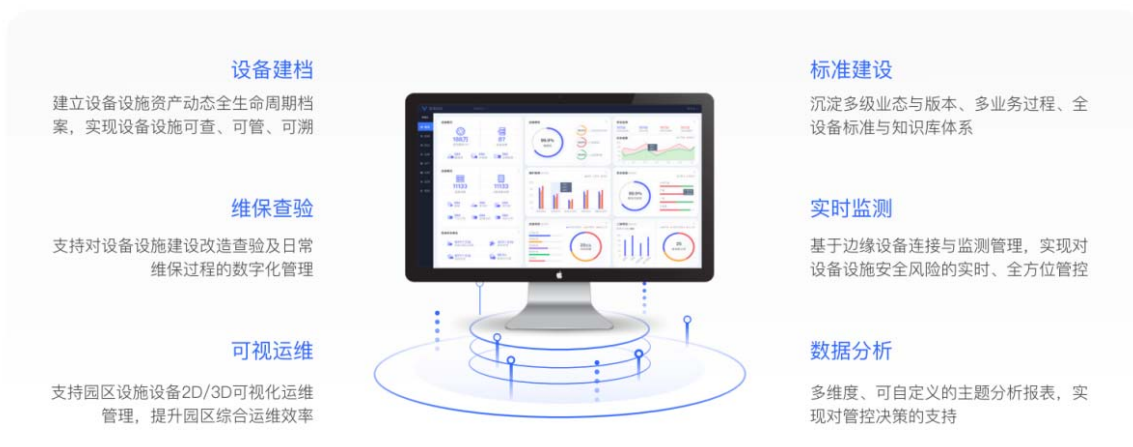 设备建档
建立设备设施资产动态全生命周期档
案，实现设备设施可查、可管、可溯
维保查验
支持对设备设施建设改造查验及日常
维保过程的数字化管理
可视运维
支持园区设施设备2D/3D可视化运维
管理，提升园区综合运维效率
标准建设
沉淀多级业态与版本、多业务过程、全
设备标准与知识库体系
实时监测
基于边缘设备连接与监测管理，实现对
设备设施安全风险的实时、全方位管控
数据分析
多维度、可自定义的主题分析报表，实
现对管控决策的支持